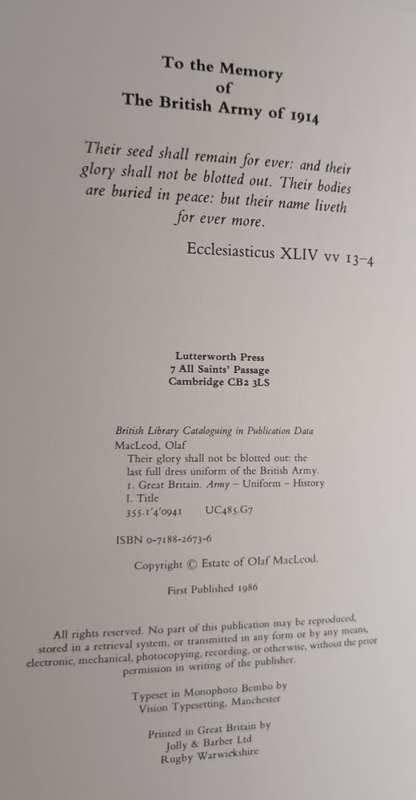 To the Memory
of
The British Army of 1914
Their seed shall remain for ever: and their
glory shall not be blotted out. Their bodies
are buried in peace: but their name liveth
for ever more.
Ecclesiasticus XLIV vv 13–4
Lutterworth Press
7 All Saints' Passage
Cambridge CB2 3LS
British Library Cataloguing in Publication Data
MacLeod, Olaf
Their glory shall not be blotted out: the
last full dress uniform of the British Army.
1. Great Britain. Army – Uniform – History
I. Title
355.1'4'0941 UC485.G7
ISBN 0-7188-2673-6
Copyright © Estate of Olaf MacLeod.
First Published 1986
All rights reserved. No part of this publication may be reproduced,
stored in a retrieval system, or transmitted in any form or by any means,
electronic, mechanical, photocopying, recording, or otherwise, without the prior
permission in writing of the publisher.
Typeset in Monophoto Bembo by
Vision Typesetting, Manchester
Printed in Great Britain by
Jolly & Barber Ltd
Rugby Warwickshire